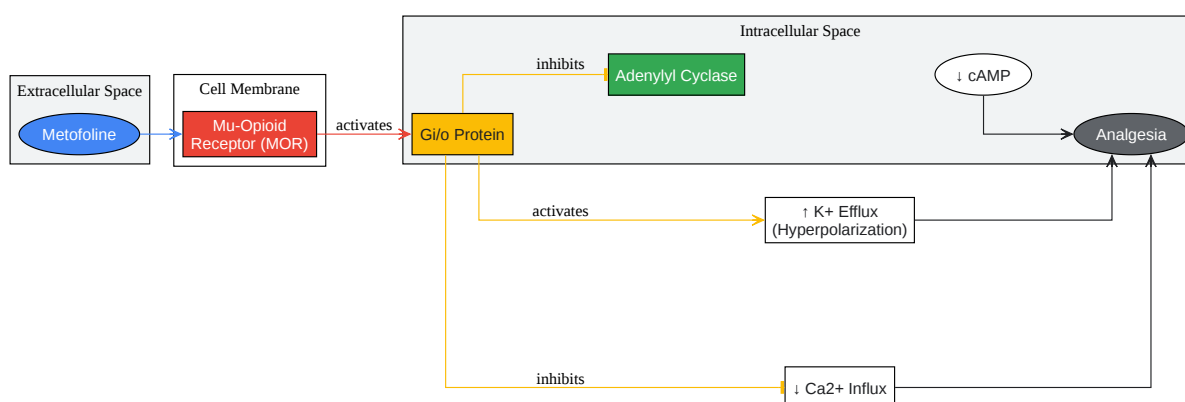 Intracellular Space
inhibits
Adenylyl Cyclase
↓ cAMP
Extracellular Space
Cell Membrane
Metofoline
Mu-Opioid
Receptor (MOR)
activates
Gi/o Protein
Analgesia
activates
↑ K+ Efflux
(Hyperpolarization)
inhibits
↓ Ca2+ Influx